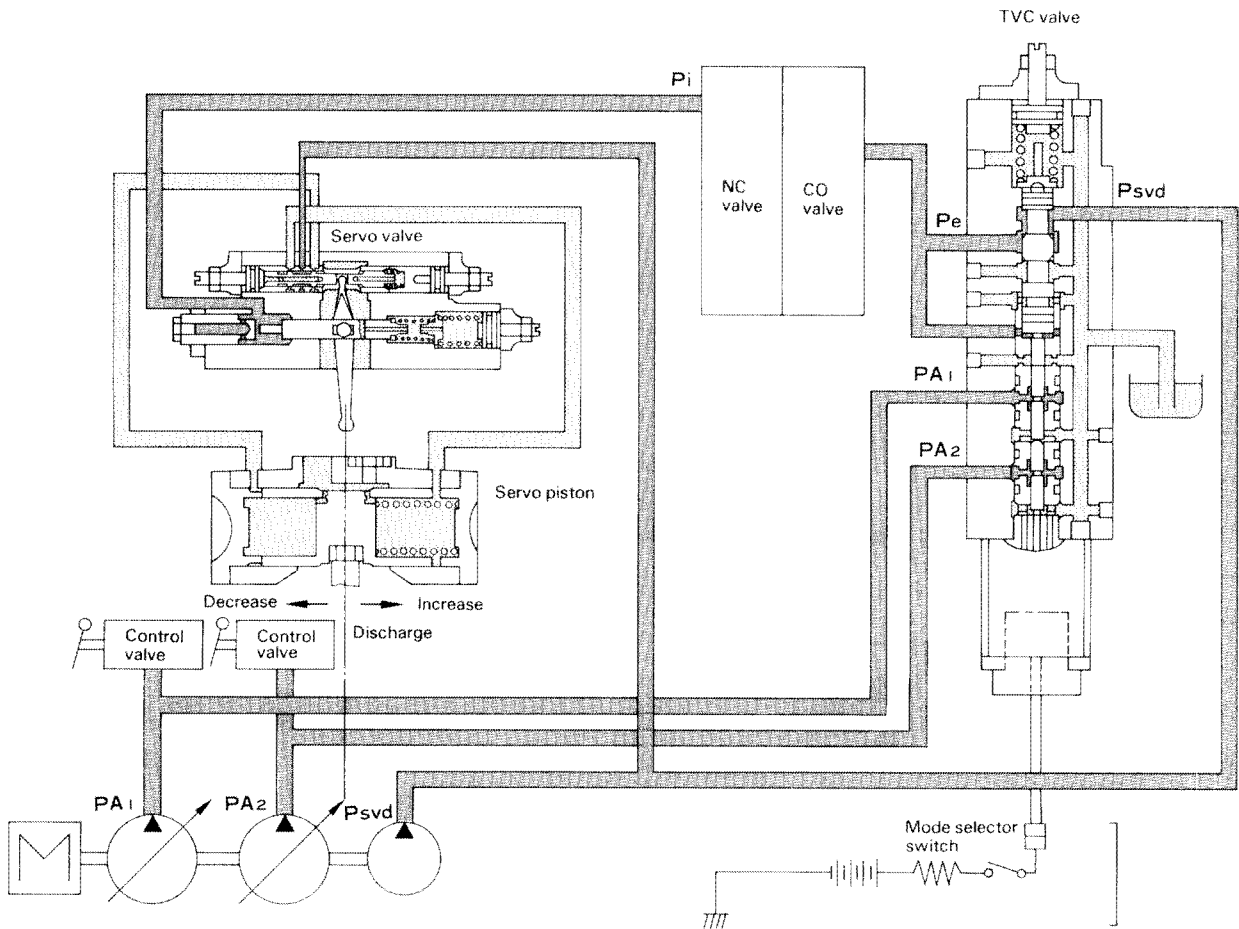 TVC valve
Pi
NC
valve
CO
valve
Psvd
Pe
Servo valve
PA1
PA2
Servo piston
Decrease
Increase
Discharge
Control
valve
Control
valve
PA1
PA2
Psvd
M
Mode selector
switch